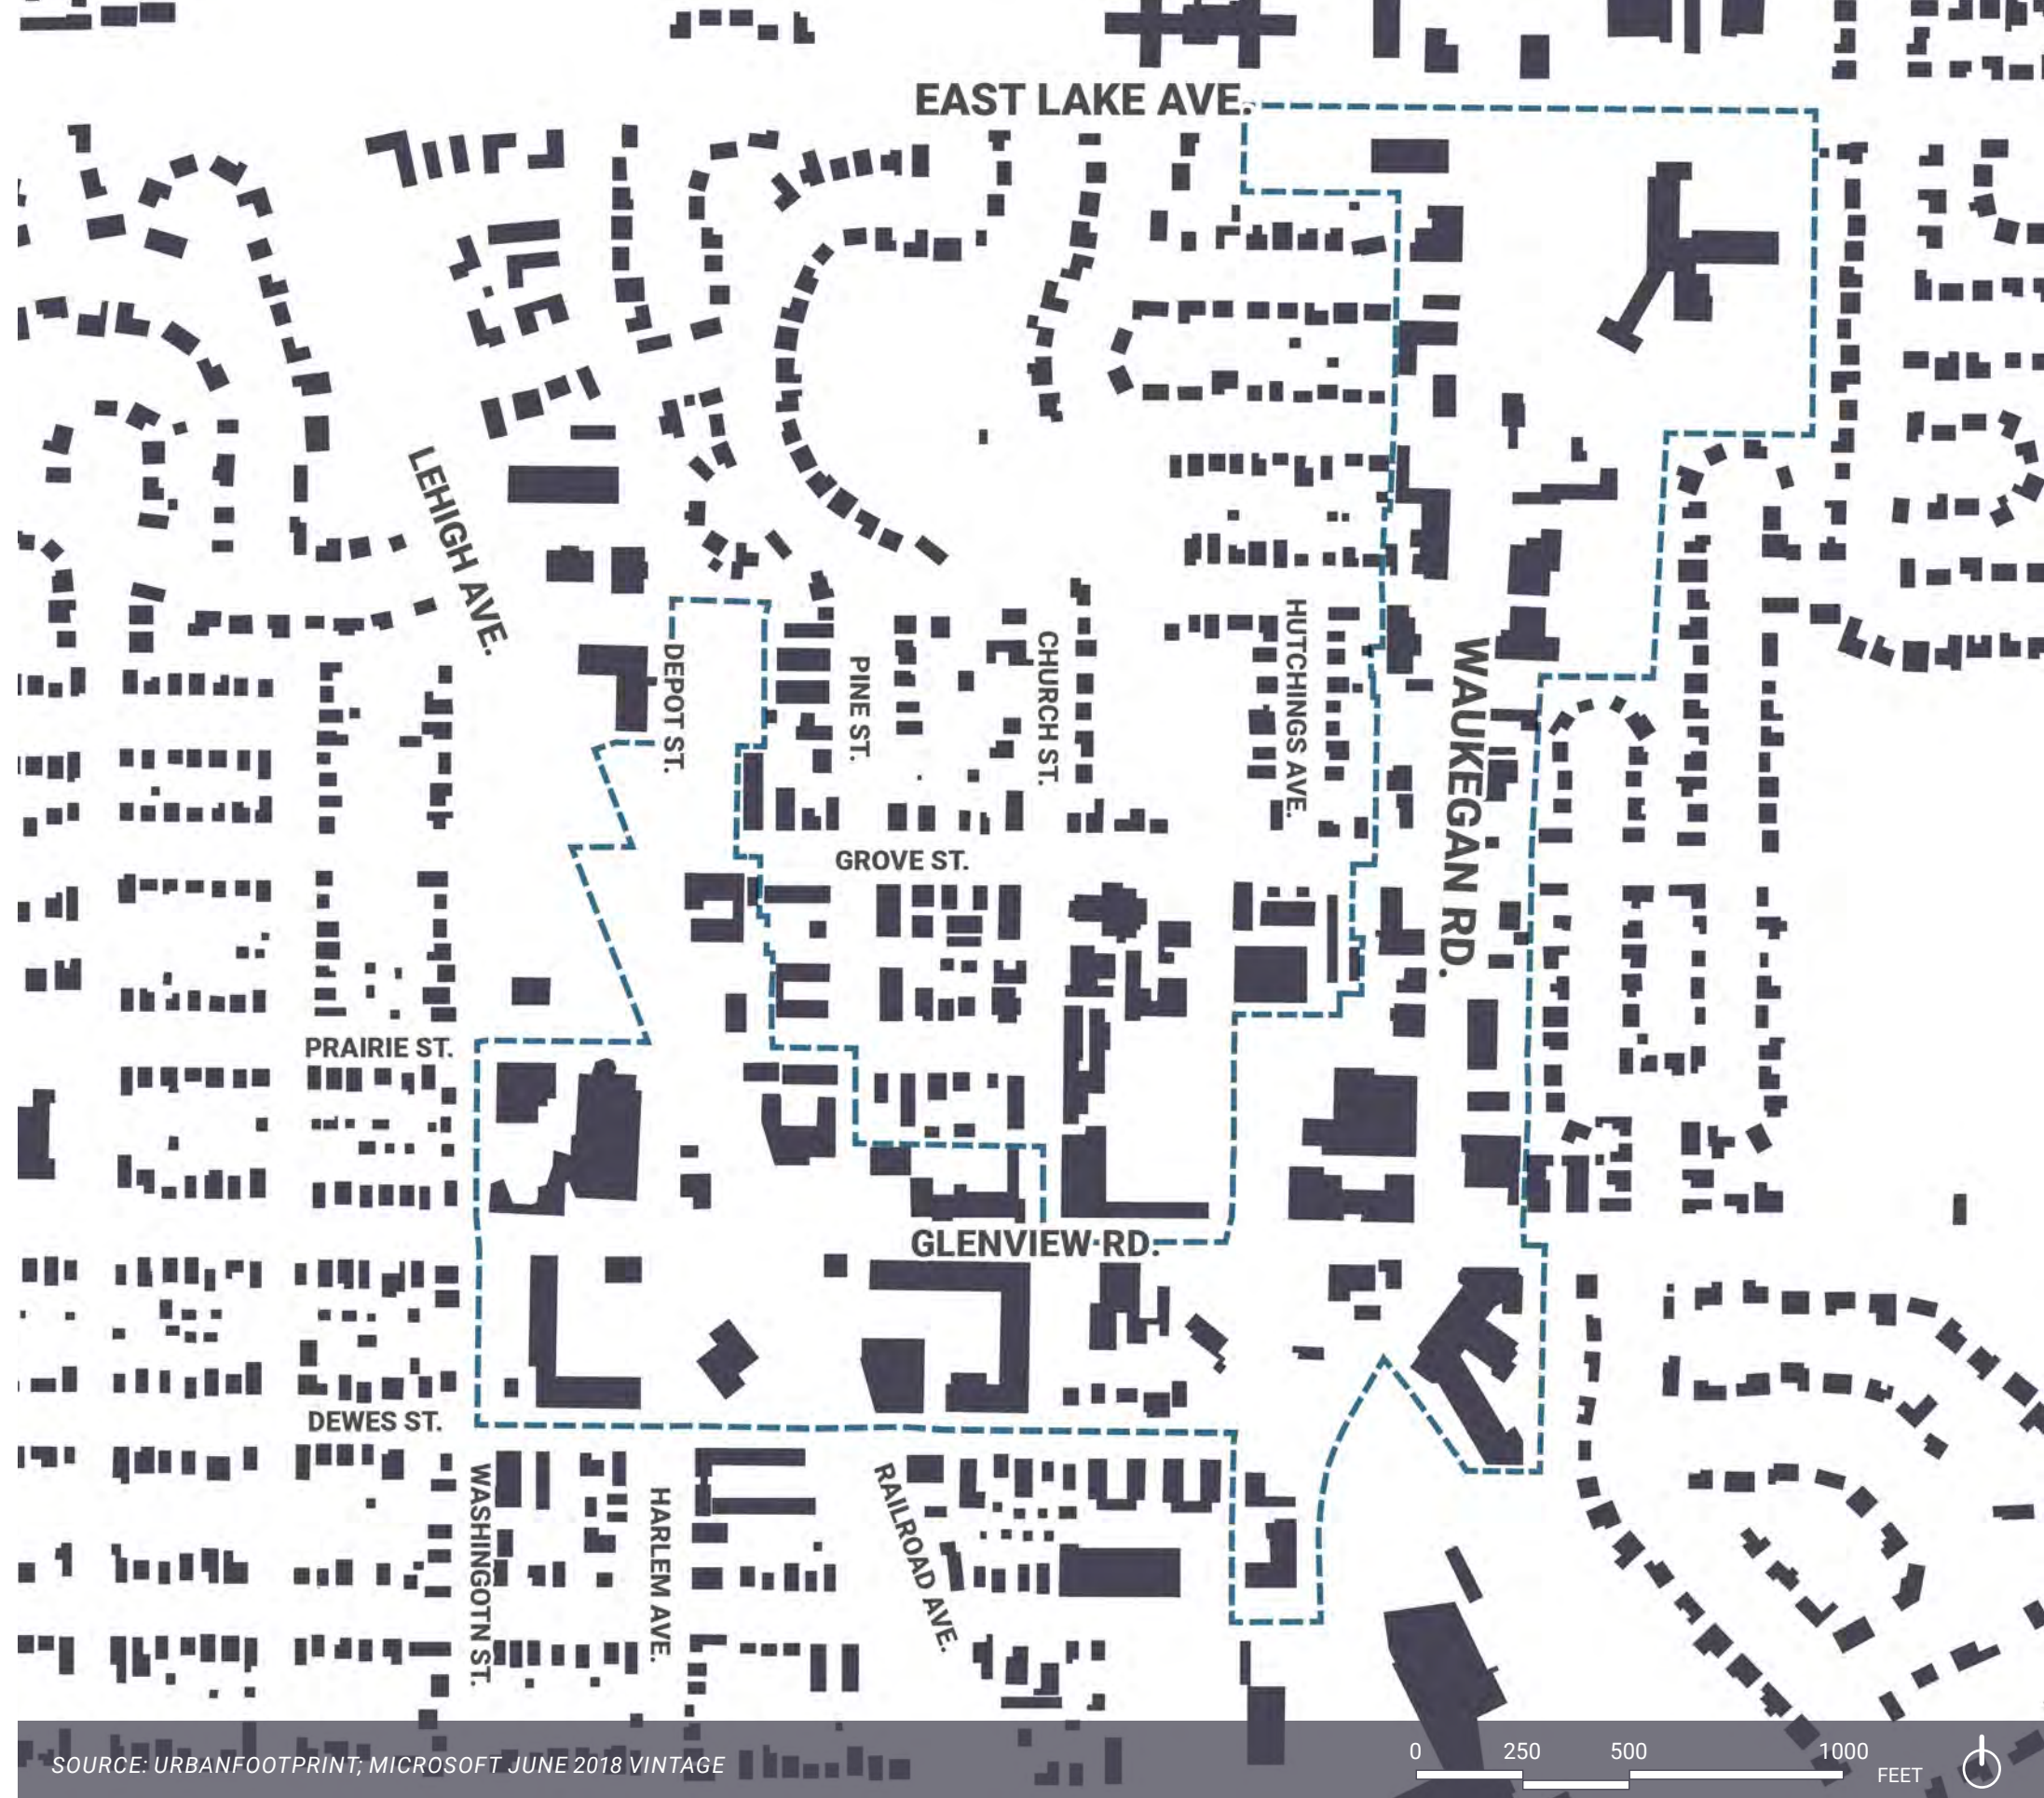 EAST LAKE AVE.
LEHIGH AVE.
DEPOT ST.
PINE ST.
CHURCH ST.
HUTCHINGS AVE.
WAUKEGAN RD.
GROVE ST.
PRAIRIE ST.
GLENVIEW RD.
DEWES ST.
WASHINGOTN ST.
HARLEM AVE.
RAILROAD AVE.
SOURCE: URBANFOOTPRINT; MICROSOFT JUNE 2018 VINTAGE
0 250 500 1000
FEET